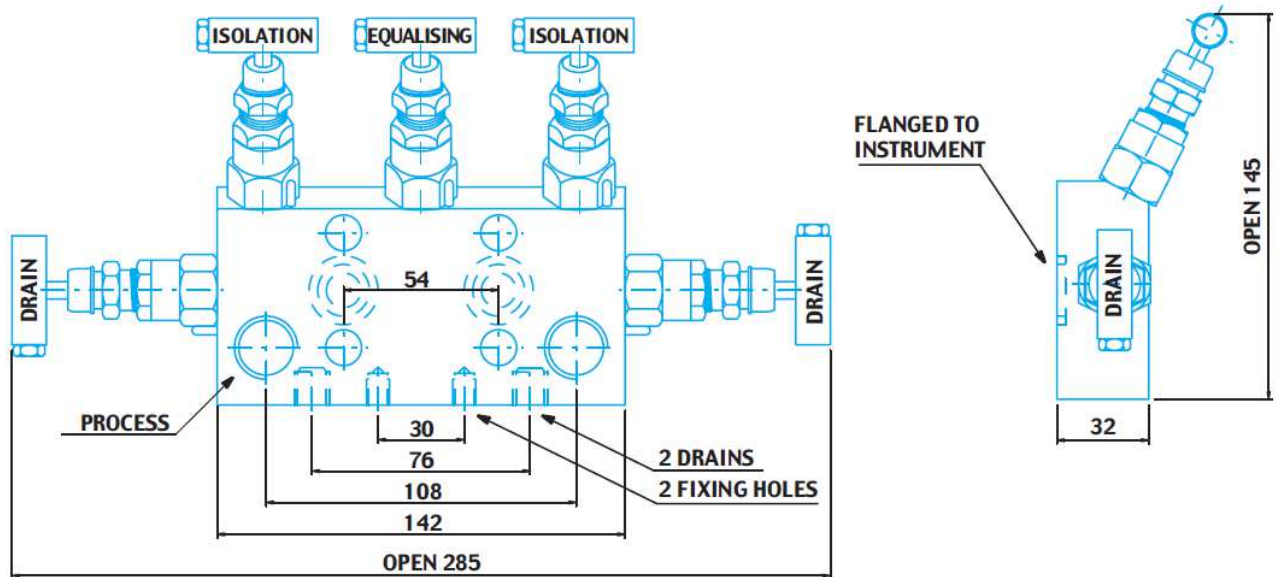 ISOLATION
EQUALISING
ISOLATION
FLANGED TO
INSTRUMENT
OPEN 145
DRAIN
54
DRAIN
DRAIN
PROCESS
30
2 DRAINS
76
2 FIXING HOLES
108
142
OPEN 285
32